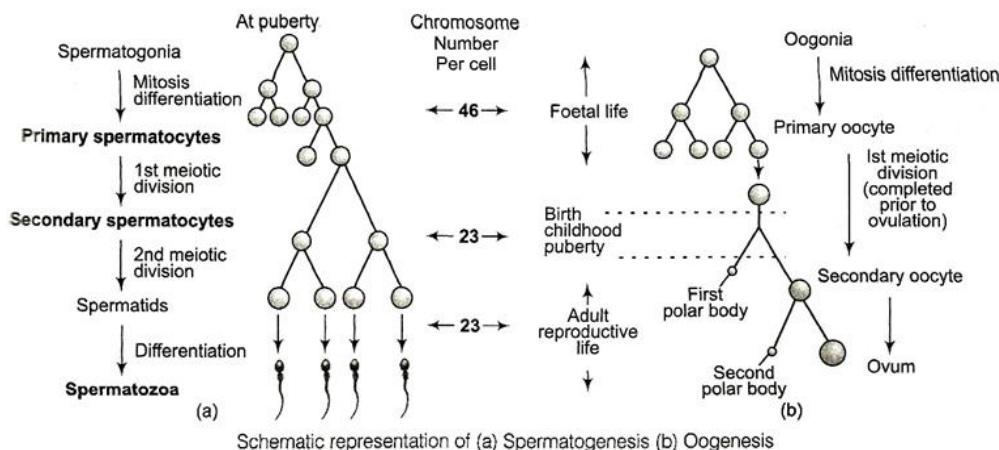 At puberty
Spermatogonia
Mitosis
differentiation
Primary spermatocytes
1st meiotic
division
Secondary spermatocytes
2nd meiotic
division
Spermatids
Differentiation
Spermatozoa
(a)
Chromosome
Number
Per cell
46
23
23
Foetal life
Birth
childhood
puberty
Adult
reproductive
life
Oogonia
Mitosis differentiation
Primary oocyte
Ist meiotic
division
(completed
prior to
ovulation)
Secondary oocyte
First
polar body
Second
polar body
Ovum
(b)
Schematic representation of (a) Spermatogenesis (b) Oogenesis